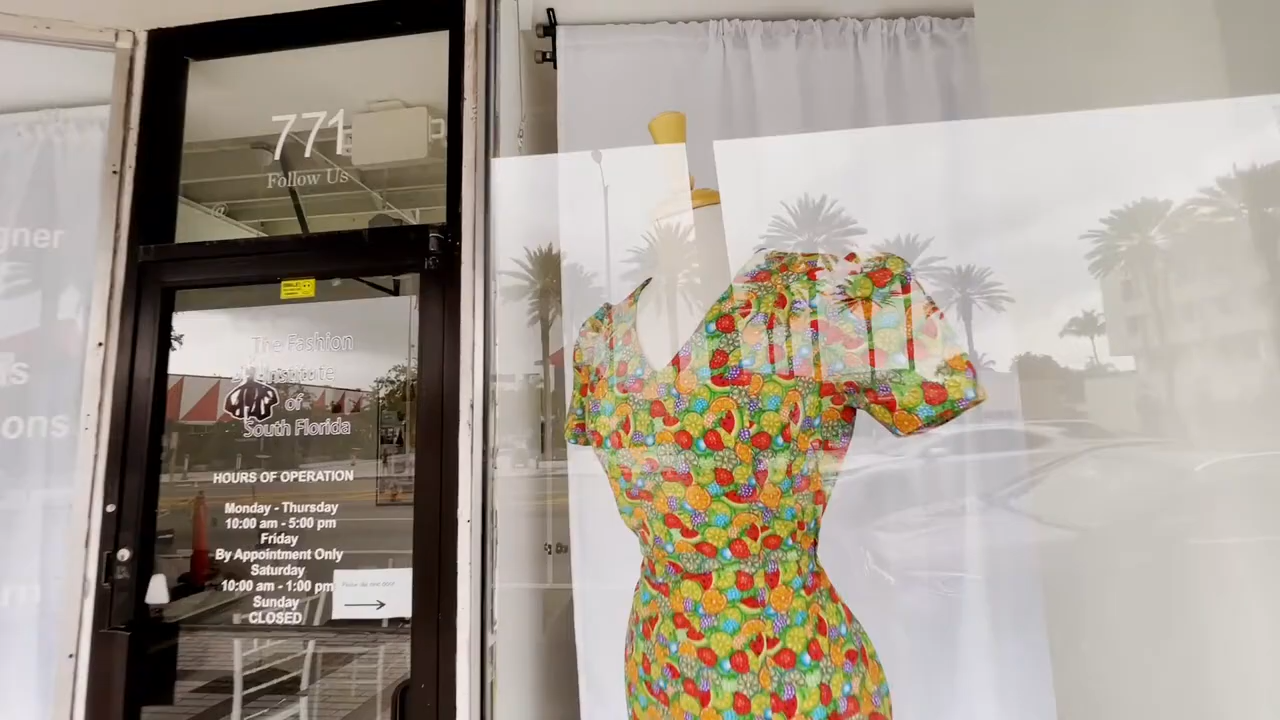 771
Follow Us
The Fashion
Institute
of
South Florida
HOURS OF OPERATION
Monday - Thursday
10:00 am - 5:00 pm
Friday
By Appointment Only
Saturday
10:00 am - 1:00 pm
Sunday
CLOSED
gner
ons